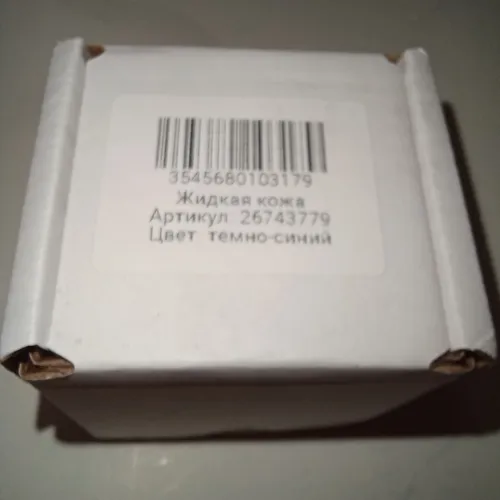 3545680103179
Жидкая кожа
Артикул 26743779
Цвет темно-синий